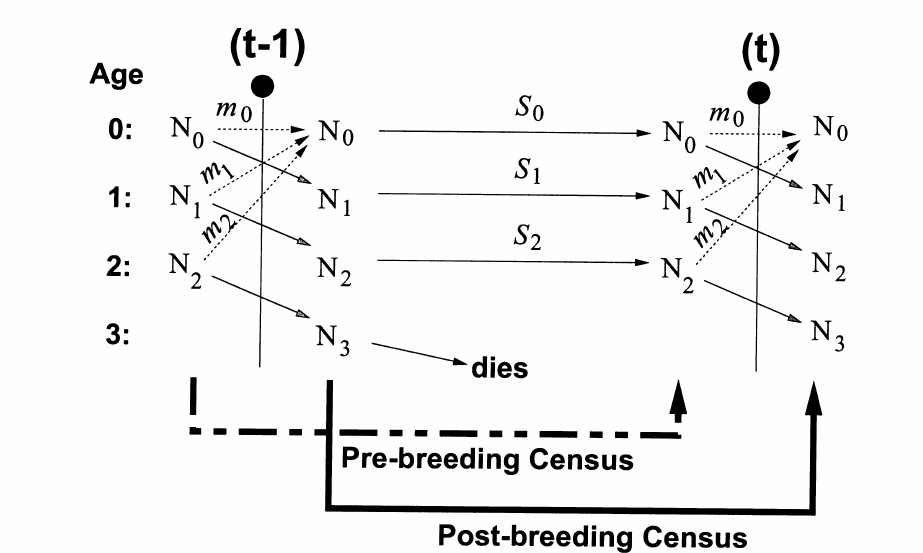 (t-1) (t)
Age
0: N0 m0 N0 S0 N0 m0 N0
1: N1 m1 N1 S1 N1 m1 N1
2: N2 m2 N2 S2 N2 m2 N2
3: N3 N3
dies
Pre-breeding Census
Post-breeding Census